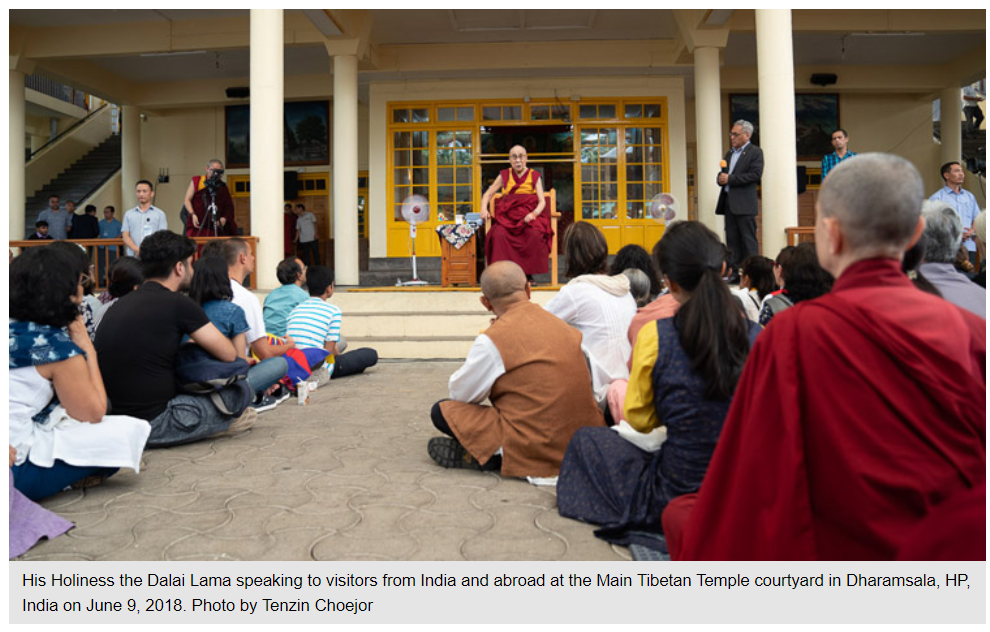 His Holiness the Dalai Lama speaking to visitors from India and abroad at the Main Tibetan Temple courtyard in Dharamsala, HP,
India on June 9, 2018. Photo by Tenzin Choejor